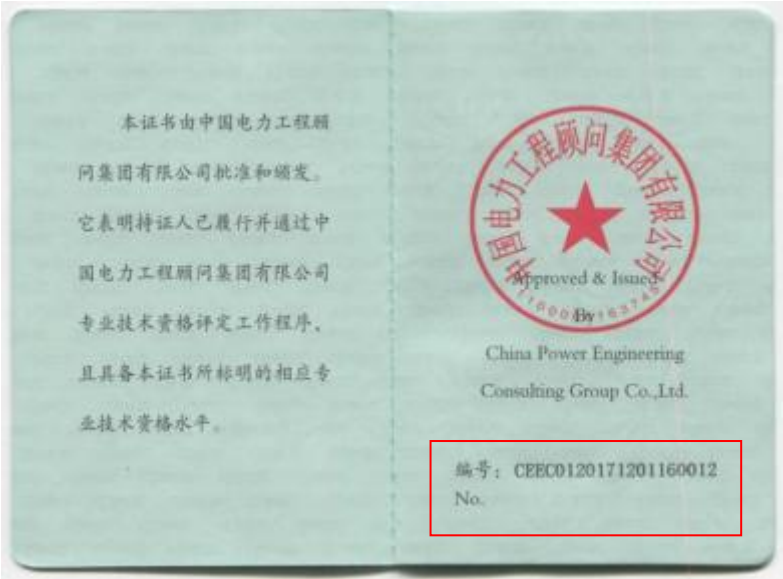 本证书由中国电力工程顾
问集团有限公司批准和颁发。
它表明持证人已履行并通过中
国电力工程顾问集团有限公司
专业技术资格评定工作程序，
且具备本证书所标明的相应专
业技术资格水平。
中国电力工程顾问集团有限公司
Approved & Issued
By
China Power Engineering
Consulting Group Co.,Ltd.
编号：CEEC0120171201160012
No.